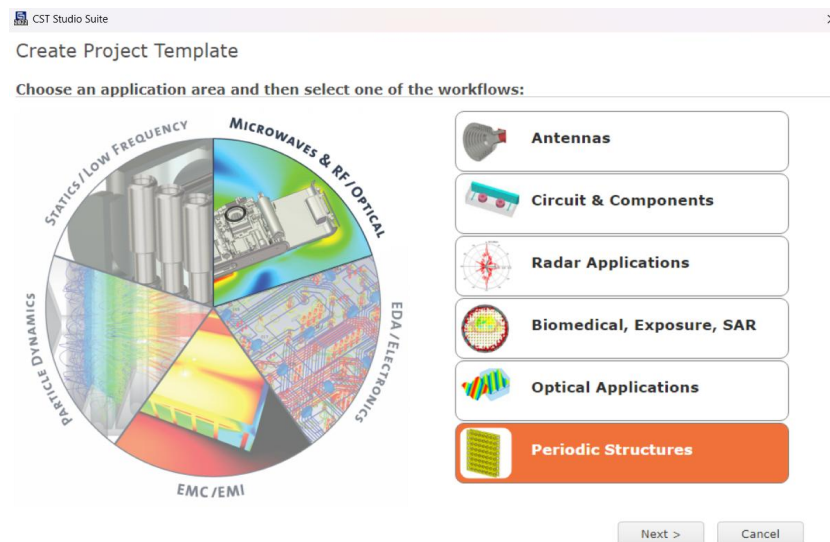 CST Studio Suite
Create Project Template
Choose an application area and then select one of the workflows:
STATICS / LOW FREQUENCY
MICROWAVES & RF / OPTICAL
EDA / ELECTRONICS
EMC / EMI
PARTICLE DYNAMICS
Antennas
Circuit & Components
Radar Applications
Biomedical, Exposure, SAR
Optical Applications
Periodic Structures
Next >
Cancel